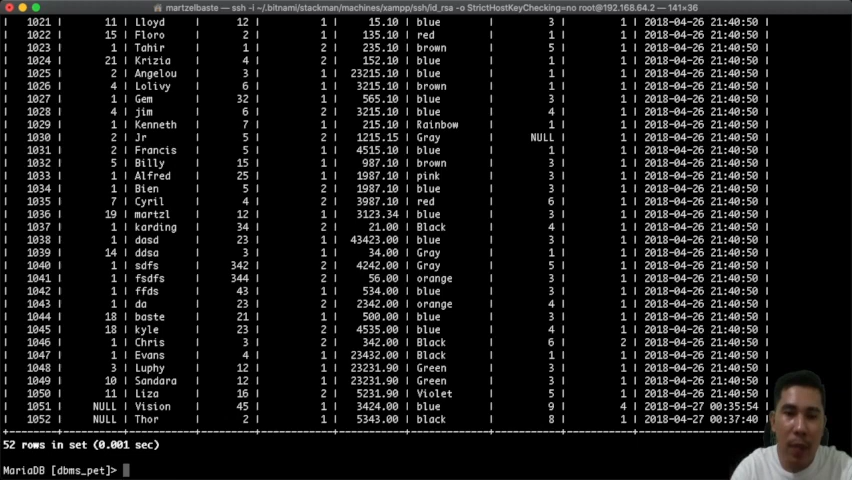 martzelbaste — ssh -i ~/.bitnami/stackman/machines/xampp/ssh/id_rsa -o StrictHostKeyChecking=no root@192.168.64.2 — 141×36
| 1021 | 11 | Lloyd | 12 | 1 | 15.10 | blue | 3 | 1 | 2018-04-26 21:40:50 |
| 1022 | 15 | Floro | 2 | 1 | 135.10 | red | 1 | 1 | 2018-04-26 21:40:50 |
| 1023 | 1 | Tahir | 1 | 2 | 235.10 | brown | 5 | 1 | 2018-04-26 21:40:50 |
| 1024 | 21 | Krizia | 4 | 2 | 152.10 | blue | 1 | 1 | 2018-04-26 21:40:50 |
| 1025 | 2 | Angelou | 3 | 1 | 23215.10 | blue | 1 | 1 | 2018-04-26 21:40:50 |
| 1026 | 4 | Lolivy | 6 | 1 | 3215.10 | brown | 1 | 1 | 2018-04-26 21:40:50 |
| 1027 | 1 | Gem | 32 | 1 | 565.10 | blue | 3 | 1 | 2018-04-26 21:40:50 |
| 1028 | 4 | jim | 6 | 2 | 3215.10 | blue | 4 | 1 | 2018-04-26 21:40:50 |
| 1029 | 1 | Kenneth | 7 | 1 | 215.10 | Rainbow | 1 | 1 | 2018-04-26 21:40:50 |
| 1030 | 2 | Jr | 5 | 2 | 1215.15 | Gray | NULL | 1 | 2018-04-26 21:40:50 |
| 1031 | 2 | Francis | 5 | 2 | 4515.10 | blue | 1 | 1 | 2018-04-26 21:40:50 |
| 1032 | 5 | Billy | 15 | 1 | 987.10 | brown | 3 | 1 | 2018-04-26 21:40:50 |
| 1033 | 1 | Alfred | 25 | 1 | 1987.10 | pink | 3 | 1 | 2018-04-26 21:40:50 |
| 1034 | 1 | Bien | 5 | 2 | 1987.10 | blue | 3 | 1 | 2018-04-26 21:40:50 |
| 1035 | 7 | Cyril | 4 | 2 | 3987.10 | red | 6 | 1 | 2018-04-26 21:40:50 |
| 1036 | 19 | martzl | 12 | 1 | 3123.34 | blue | 3 | 1 | 2018-04-26 21:40:50 |
| 1037 | 1 | karding | 34 | 2 | 21.00 | Black | 4 | 1 | 2018-04-26 21:40:50 |
| 1038 | 1 | dasd | 23 | 1 | 43423.00 | blue | 3 | 1 | 2018-04-26 21:40:50 |
| 1039 | 14 | ddsa | 3 | 1 | 34.00 | Gray | 1 | 1 | 2018-04-26 21:40:50 |
| 1040 | 1 | sdfs | 342 | 2 | 4242.00 | Gray | 5 | 1 | 2018-04-26 21:40:50 |
| 1041 | 1 | fsdfs | 344 | 2 | 56.00 | orange | 3 | 1 | 2018-04-26 21:40:50 |
| 1042 | 1 | ffds | 43 | 1 | 534.00 | blue | 3 | 1 | 2018-04-26 21:40:50 |
| 1043 | 1 | da | 23 | 2 | 2342.00 | orange | 4 | 1 | 2018-04-26 21:40:50 |
| 1044 | 18 | baste | 21 | 1 | 500.00 | blue | 3 | 1 | 2018-04-26 21:40:50 |
| 1045 | 18 | kyle | 23 | 2 | 4535.00 | blue | 4 | 1 | 2018-04-26 21:40:50 |
| 1046 | 1 | Chris | 3 | 2 | 342.00 | Black | 6 | 2 | 2018-04-26 21:40:50 |
| 1047 | 1 | Evans | 4 | 1 | 23432.00 | Black | 1 | 1 | 2018-04-26 21:40:50 |
| 1048 | 3 | Luphy | 12 | 1 | 23231.90 | Green | 3 | 1 | 2018-04-26 21:40:50 |
| 1049 | 10 | Sandara | 12 | 1 | 23231.90 | Green | 3 | 1 | 2018-04-26 21:40:50 |
| 1050 | 11 | Liza | 16 | 2 | 5231.90 | Violet | 5 | 1 | 2018-04-26 21:40:50 |
| 1051 | NULL | Vision | 45 | 1 | 3424.00 | blue | 9 | 4 | 2018-04-27 00:35:54 |
| 1052 | NULL | Thor | 2 | 1 | 5343.00 | black | 8 | 1 | 2018-04-27 00:37:40 |
52 rows in set (0.001 sec)
MariaDB [dbms_pet]>